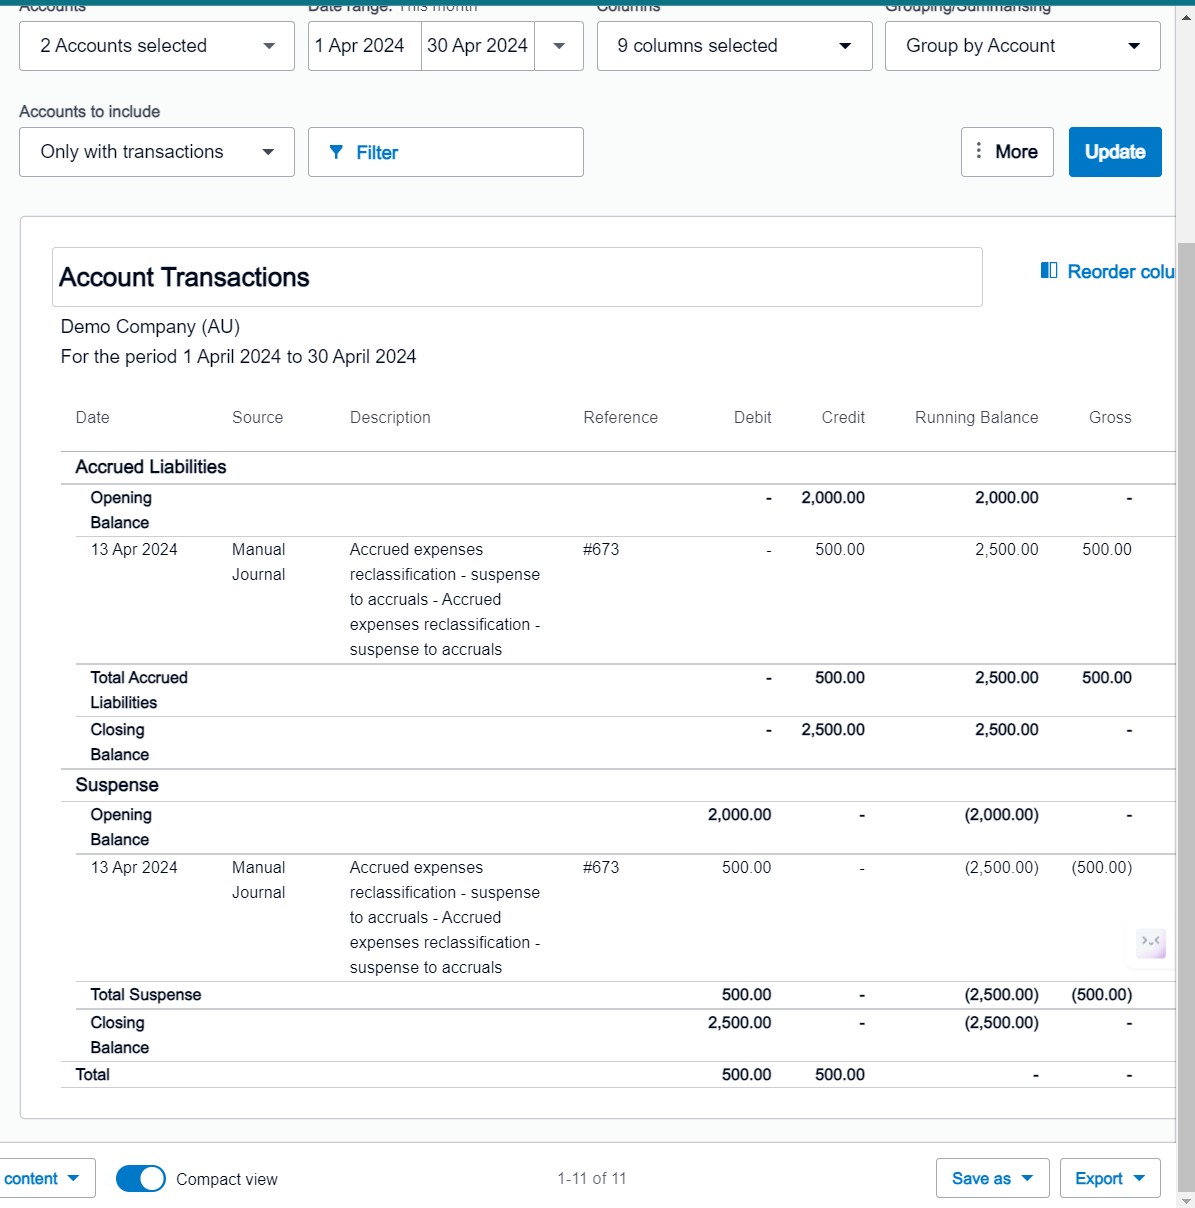 Accounts
Date range: This month
Columns
Grouping/Summarising
2 Accounts selected
1 Apr 2024
30 Apr 2024
9 columns selected
Group by Account
Accounts to include
Only with transactions
Filter
More
Update
Account Transactions
Reorder colu
Demo Company (AU)
For the period 1 April 2024 to 30 April 2024
Date Source Description Reference Debit Credit Running Balance Gross
Accrued Liabilities
Opening Balance - 2,000.00 2,000.00 -
13 Apr 2024 Manual Journal Accrued expenses reclassification - suspense to accruals - Accrued expenses reclassification - suspense to accruals #673 - 500.00 2,500.00 500.00
Total Accrued Liabilities - 500.00 2,500.00 500.00
Closing Balance - 2,500.00 2,500.00 -
Suspense
Opening Balance 2,000.00 - (2,000.00) -
13 Apr 2024 Manual Journal Accrued expenses reclassification - suspense to accruals - Accrued expenses reclassification - suspense to accruals #673 500.00 - (2,500.00) (500.00)
Total Suspense 500.00 - (2,500.00) (500.00)
Closing Balance 2,500.00 - (2,500.00) -
Total 500.00 500.00 - -
content
Compact view
1-11 of 11
Save as
Export